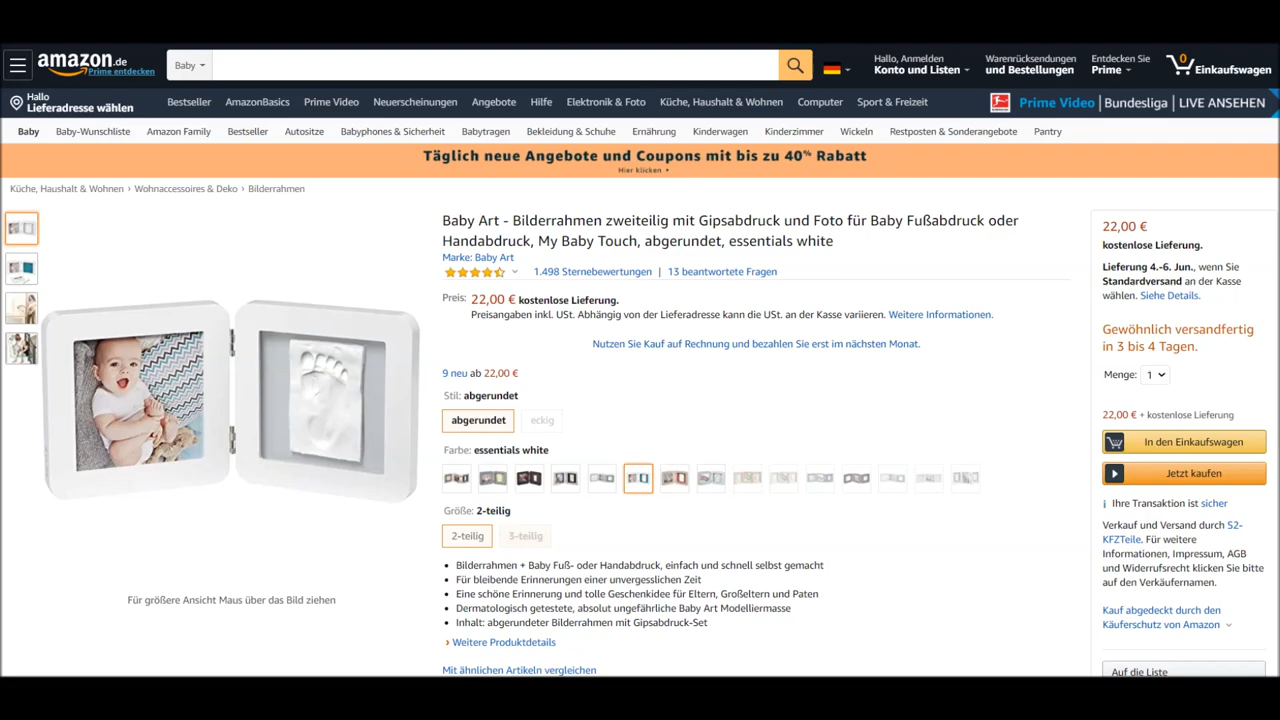 amazon.de
Prime entdecken
Baby
Hallo, Anmelden
Konto und Listen
Warenrücksendungen
und Bestellungen
Entdecken Sie
Prime
0
Einkaufswagen
Hallo
Lieferadresse wählen
Bestseller AmazonBasics Prime Video Neuerscheinungen Angebote Hilfe Elektronik & Foto Küche, Haushalt & Wohnen Computer Sport & Freizeit
Prime Video | Bundesliga | LIVE ANSEHEN
Baby Baby-Wunschliste Amazon Family Bestseller Autositze Babyphones & Sicherheit Babytragen Bekleidung & Schuhe Ernährung Kinderwagen Kinderzimmer Wickeln Restposten & Sonderangebote Pantry
Täglich neue Angebote und Coupons mit bis zu 40% Rabatt
Hier klicken
Küche, Haushalt & Wohnen › Wohnaccessoires & Deko › Bilderrahmen
Baby Art - Bilderrahmen zweiteilig mit Gipsabdruck und Foto für Baby Fußabdruck oder
Handabdruck, My Baby Touch, abgerundet, essentials white
Marke: Baby Art
1.498 Sternebewertungen | 13 beantwortete Fragen
Preis: 22,00 € kostenlose Lieferung.
Preisangaben inkl. USt. Abhängig von der Lieferadresse kann die USt. an der Kasse variieren. Weitere Informationen.
Nutzen Sie Kauf auf Rechnung und bezahlen Sie erst im nächsten Monat.
9 neu ab 22,00 €
Stil: abgerundet
abgerundet eckig
Farbe: essentials white
Größe: 2-teilig
2-teilig 3-teilig
• Bilderrahmen + Baby Fuß- oder Handabdruck, einfach und schnell selbst gemacht
• Für bleibende Erinnerungen einer unvergesslichen Zeit
• Eine schöne Erinnerung und tolle Geschenkidee für Eltern, Großeltern und Paten
• Dermatologisch getestete, absolut ungefährliche Baby Art Modelliermasse
• Inhalt: abgerundeter Bilderrahmen mit Gipsabdruck-Set
› Weitere Produktdetails
Mit ähnlichen Artikeln vergleichen
Für größere Ansicht Maus über das Bild ziehen
22,00 €
kostenlose Lieferung.
Lieferung 4.-6. Jun., wenn Sie
Standardversand an der Kasse
wählen. Siehe Details.
Gewöhnlich versandfertig
in 3 bis 4 Tagen.
Menge: 1
22,00 € + kostenlose Lieferung
In den Einkaufswagen
Jetzt kaufen
Ihre Transaktion ist sicher
Verkauf und Versand durch S2-
KFZTeile. Für weitere
Informationen, Impressum, AGB
und Widerrufsrecht klicken Sie bitte
auf den Verkäufernamen.
Kauf abgedeckt durch den
Käuferschutz von Amazon
Auf die Liste